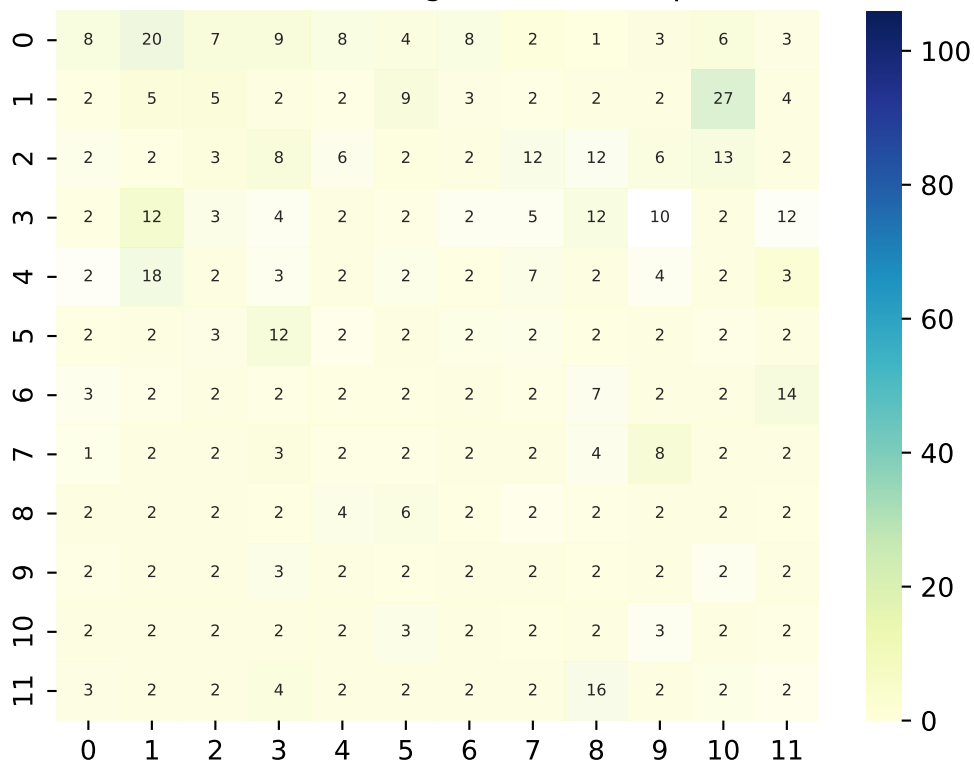 0 8 20 7 9 8 4 8 2 1 3 6 3
1 2 5 5 2 2 9 3 2 2 2 27 4
2 2 2 3 8 6 2 2 12 12 6 13 2
3 2 12 3 4 2 2 2 5 12 10 2 12
4 2 18 2 3 2 2 2 7 2 4 2 3
5 2 2 3 12 2 2 2 2 2 2 2 2
6 3 2 2 2 2 2 2 2 7 2 2 14
7 1 2 2 3 2 2 2 2 4 8 2 2
8 2 2 2 2 4 6 2 2 2 2 2 2
9 2 2 2 3 2 2 2 2 2 2 2 2
10 2 2 2 2 2 3 2 2 2 3 2 2
11 3 2 2 4 2 2 2 2 16 2 2 2
0 1 2 3 4 5 6 7 8 9 10 11
100
80
60
40
20
0